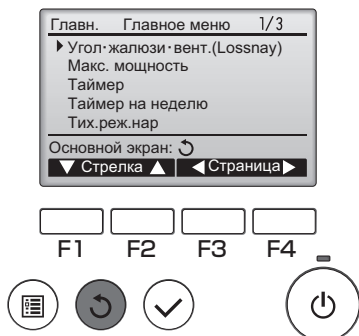 Главн. Главное меню 1/3
Угол·жалюзи·вент.(Lossnay)
Макс. мощность
Таймер
Таймер на неделю
Тих.реж.нар
Основной экран:
Стрелка Страница
F1 F2 F3 F4